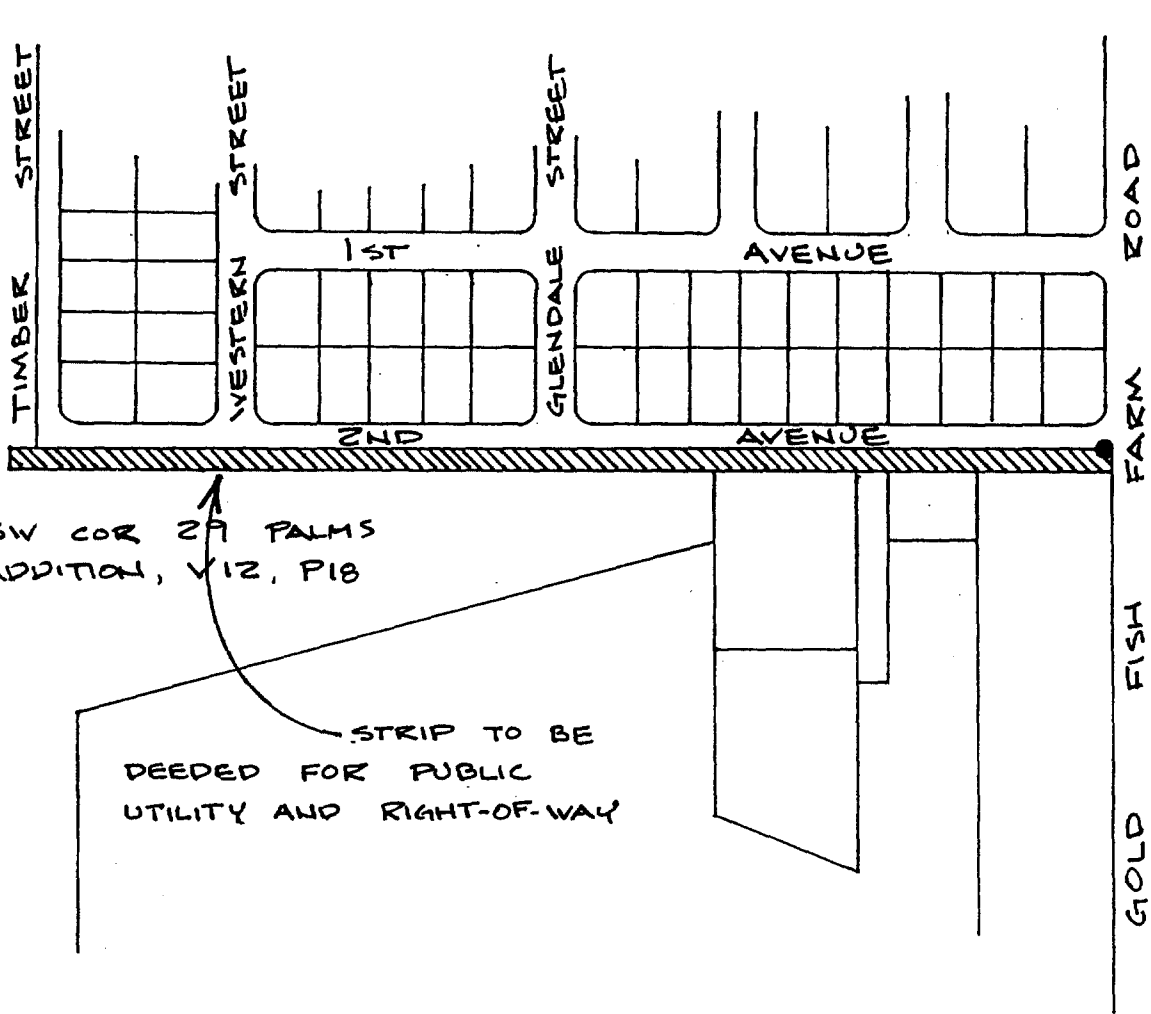 TIMBER STREET
WESTERN STREET
GLENDALE STREET
1ST AVENUE
2ND AVENUE
GOLD FISH FARM ROAD
SW COR 29 PALMS
ADDITION, V12, P18
STRIP TO BE
DEEDED FOR PUBLIC
UTILITY AND RIGHT-OF-WAY